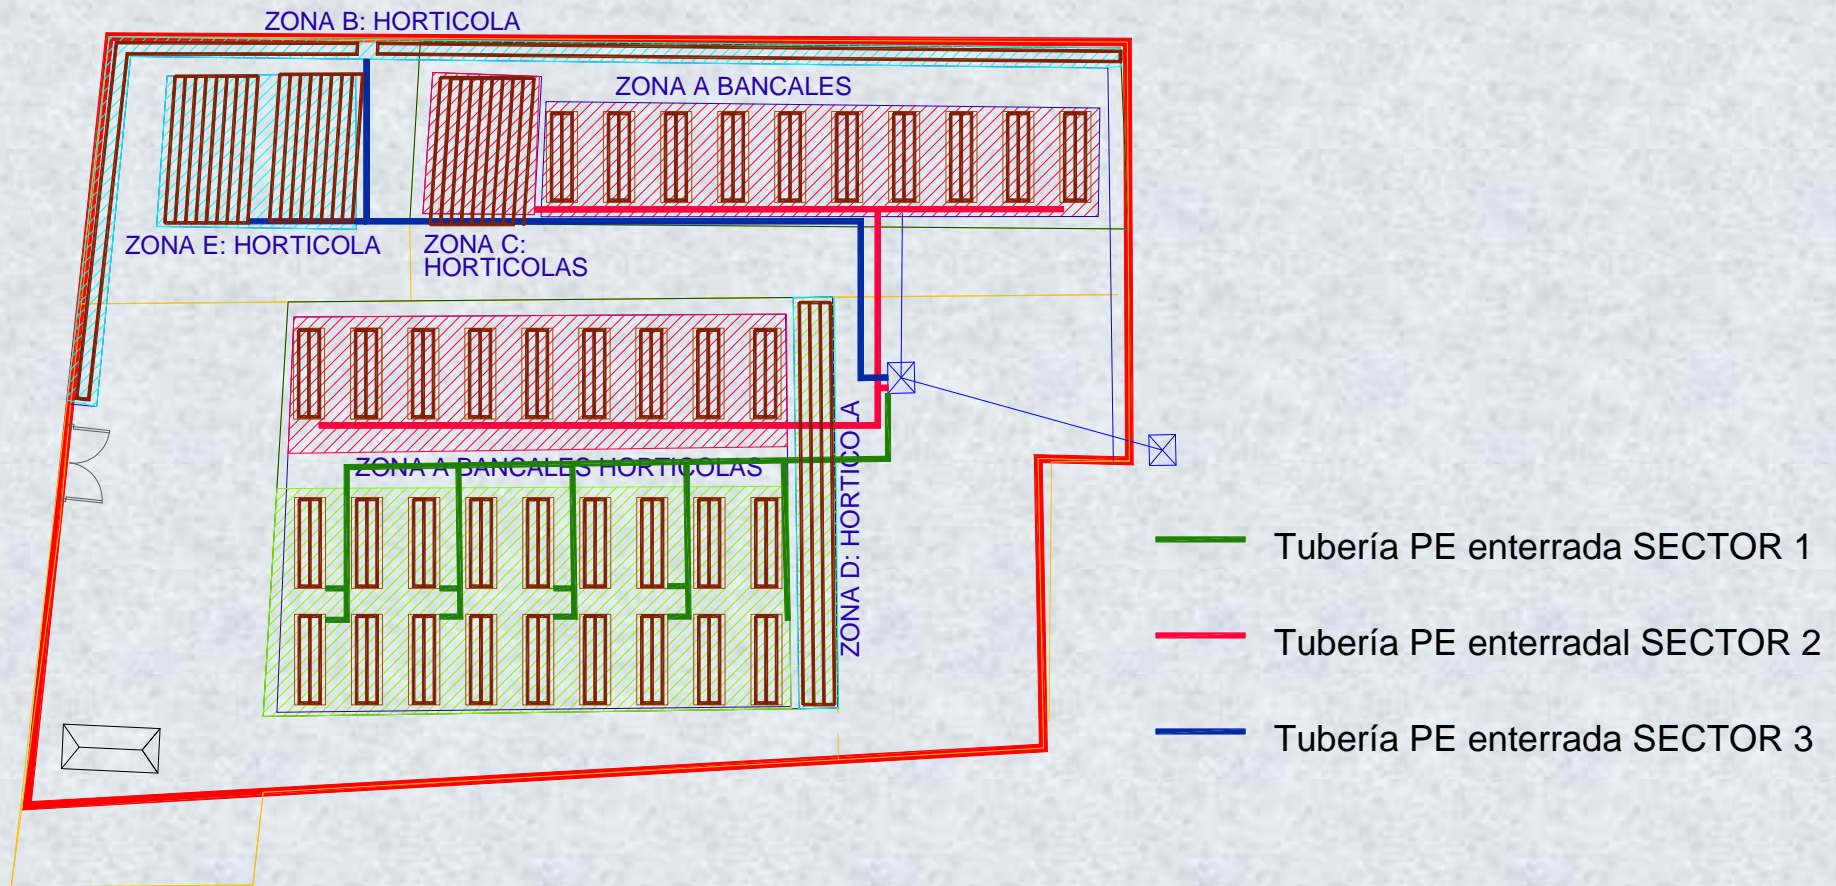 ZONA B: HORTICOLA
ZONA A BANCALES
ZONA E: HORTICOLA
ZONA C:
HORTICOLAS
ZONA A BANCALES HORTICOLAS
ZONA D: HORTICOLA
Tubería PE enterrada SECTOR 1
Tubería PE enterradal SECTOR 2
Tubería PE enterrada SECTOR 3